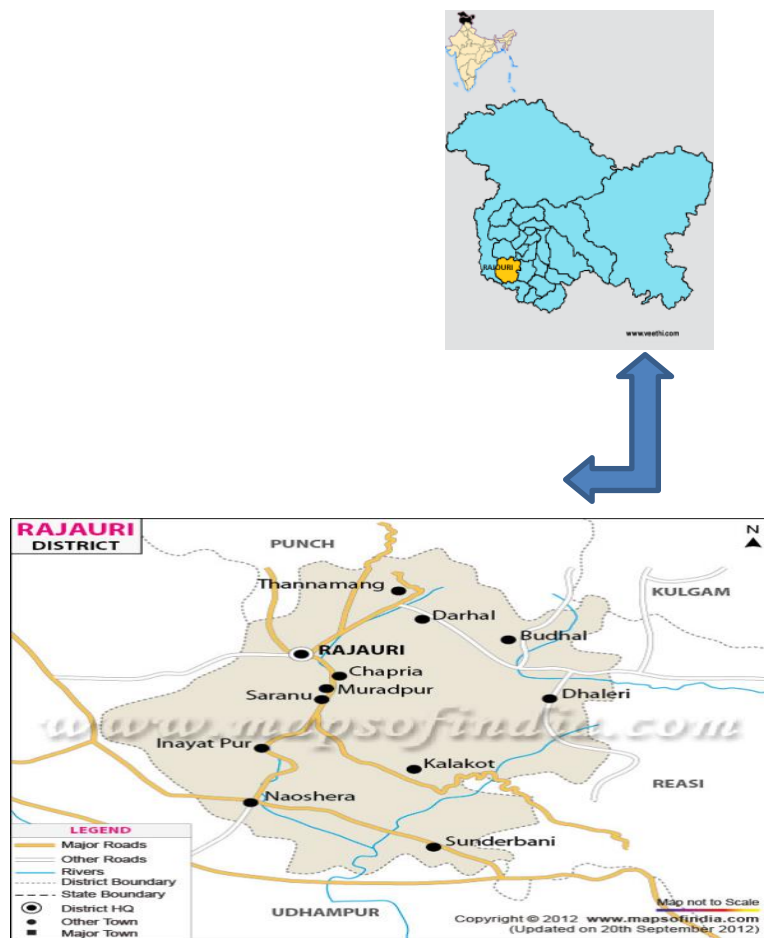 RAJOURI
www.veethi.com
RAJAURI
DISTRICT
N
PUNCH
KULGAM
Thannamang
Darhal
Budhal
RAJAURI
Chapria
Muradpur
Saranu
Dhaleri
www.mapsofindia.com
Inayat Pur
Kalakot
REASI
Naoshera
Sunderbani
LEGEND
Major Roads
Other Roads
Rivers
District Boundary
State Boundary
District HQ
Other Town
Major Town
UDHAMPUR
Map not to Scale
Copyright © 2012 www.mapsofindia.com
(Updated on 20th September 2012)